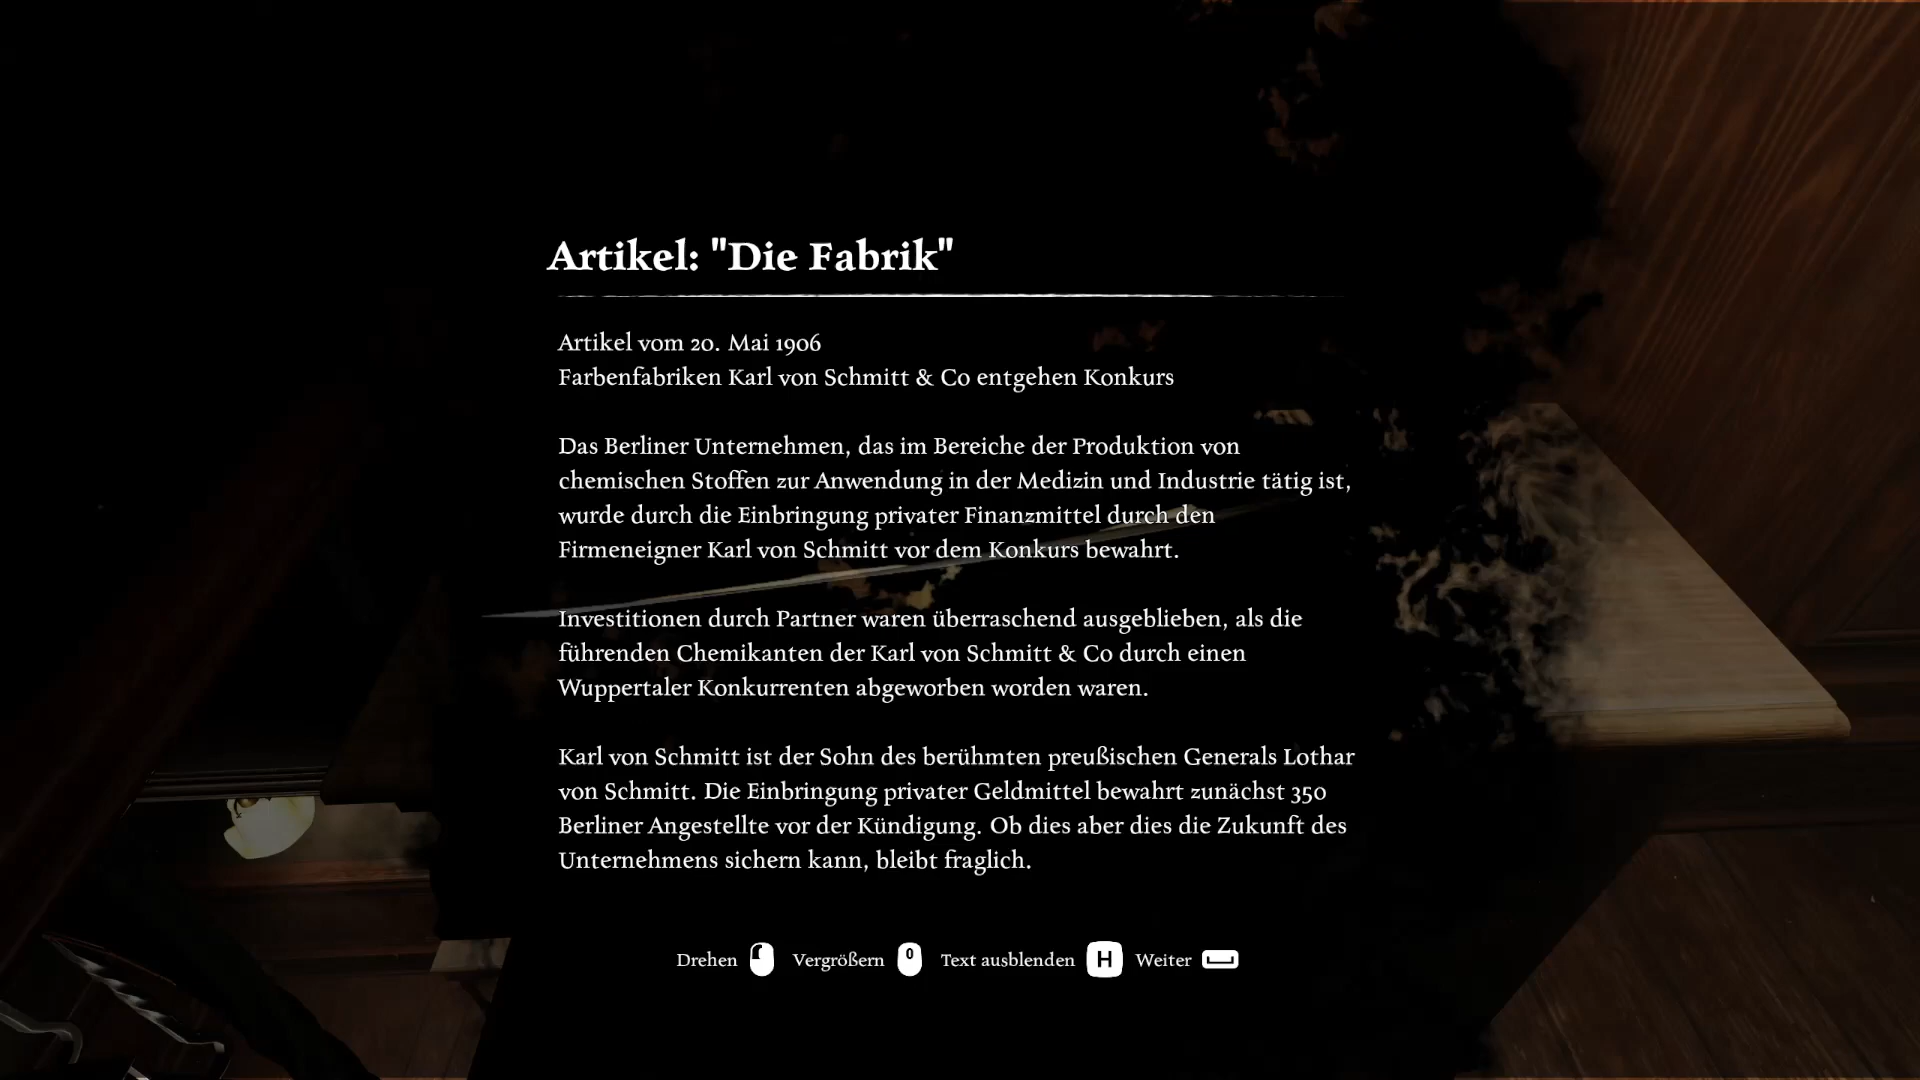 Artikel: "Die Fabrik"
Artikel vom 20. Mai 1906
Farbenfabriken Karl von Schmitt & Co entgehen Konkurs
Das Berliner Unternehmen, das im Bereiche der Produktion von
chemischen Stoffen zur Anwendung in der Medizin und Industrie tätig ist,
wurde durch die Einbringung privater Finanzmittel durch den
Firmeneigner Karl von Schmitt vor dem Konkurs bewahrt.
Investitionen durch Partner waren überraschend ausgeblieben, als die
führenden Chemikanten der Karl von Schmitt & Co durch einen
Wuppertaler Konkurrenten abgeworben worden waren.
Karl von Schmitt ist der Sohn des berühmten preußischen Generals Lothar
von Schmitt. Die Einbringung privater Geldmittel bewahrt zunächst 350
Berliner Angestellte vor der Kündigung. Ob dies aber dies die Zukunft des
Unternehmens sichern kann, bleibt fraglich.
Drehen Vergrößern Text ausblenden H Weiter